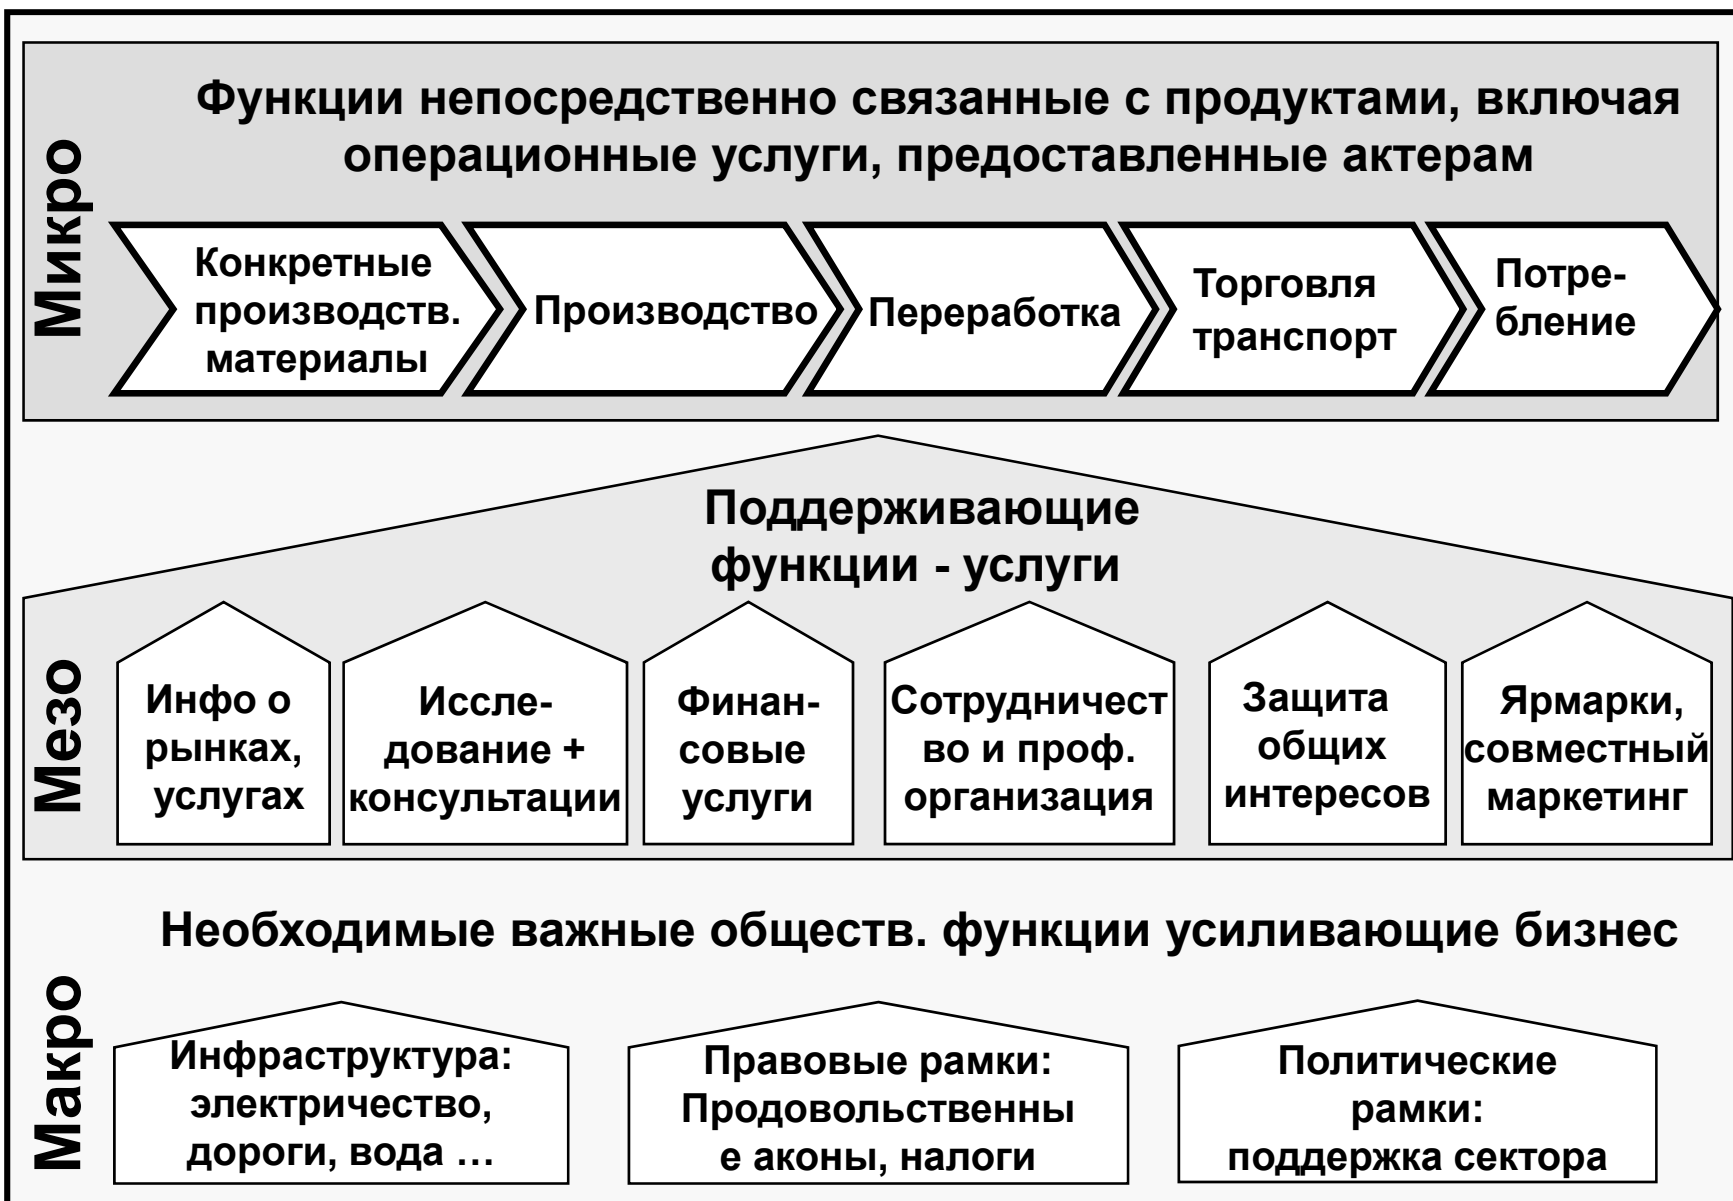 Микро
Функции непосредственно связанные с продуктами, включая
операционные услуги, предоставленные актерам
Конкретные
производств.
материалы
Производство
Переработка
Торговля
транспорт
Потре-
бление
Поддерживающие
функции - услуги
Мезо
Инфо о
рынках,
услугах
Иссле-
дование +
консультации
Финан-
совые
услуги
Сотрудничест
во и проф.
организация
Защита
общих
интересов
Ярмарки,
совместный
маркетинг
Необходимые важные обществ. функции усиливающие бизнес
Макро
Инфраструктура:
электричество,
дороги, вода …
Правовые рамки:
Продовольственны
е аконы, налоги
Политические
рамки:
поддержка сектора